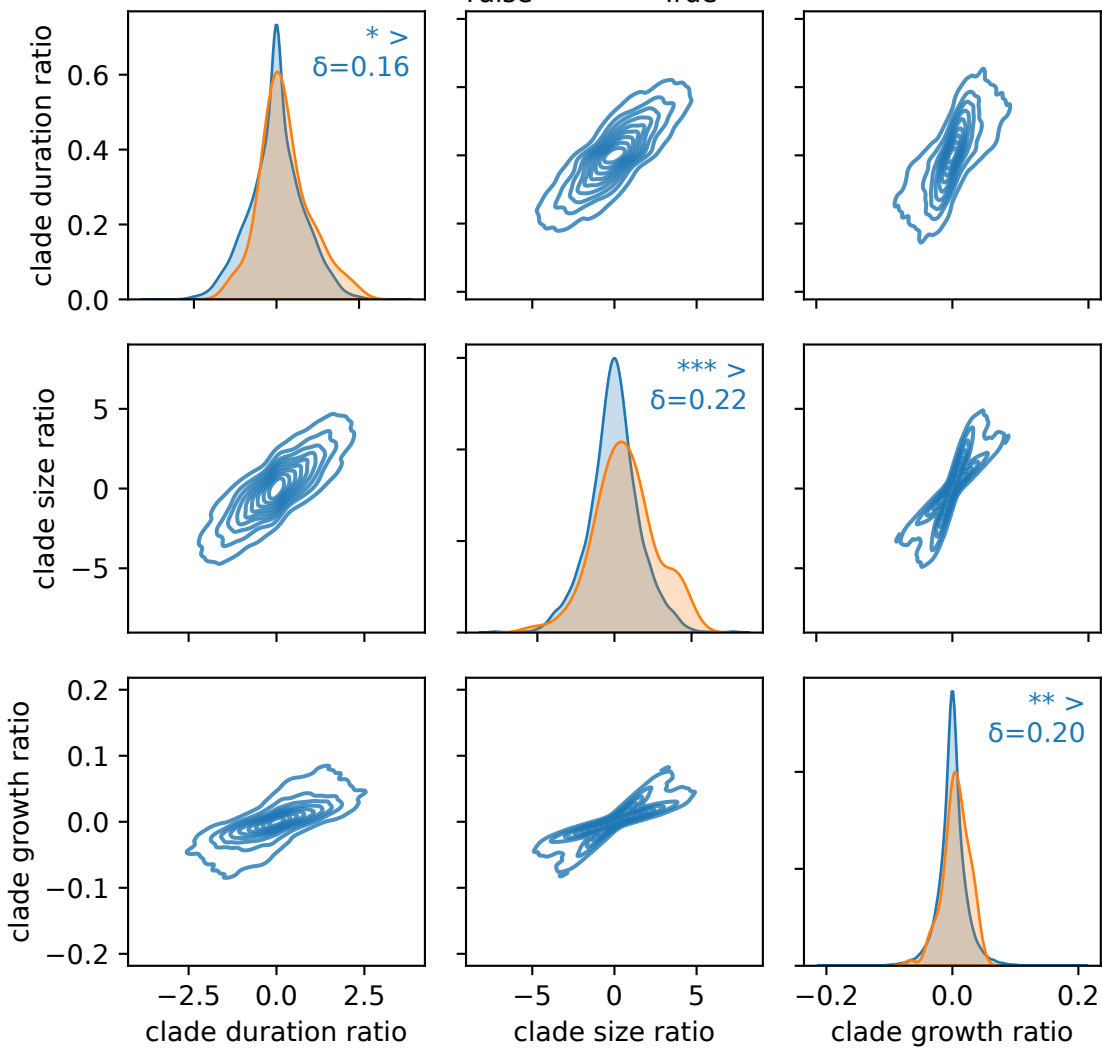 True
* >
δ=0.16
clade duration ratio
0.6
0.4
0.2
0.0
*** >
δ=0.22
clade size ratio
5
0
−5
** >
δ=0.20
clade growth ratio
0.2
0.1
0.0
−0.1
−0.2
−2.5 0.0 2.5
−5 0 5
−0.2 0.0 0.2
clade duration ratio
clade size ratio
clade growth ratio